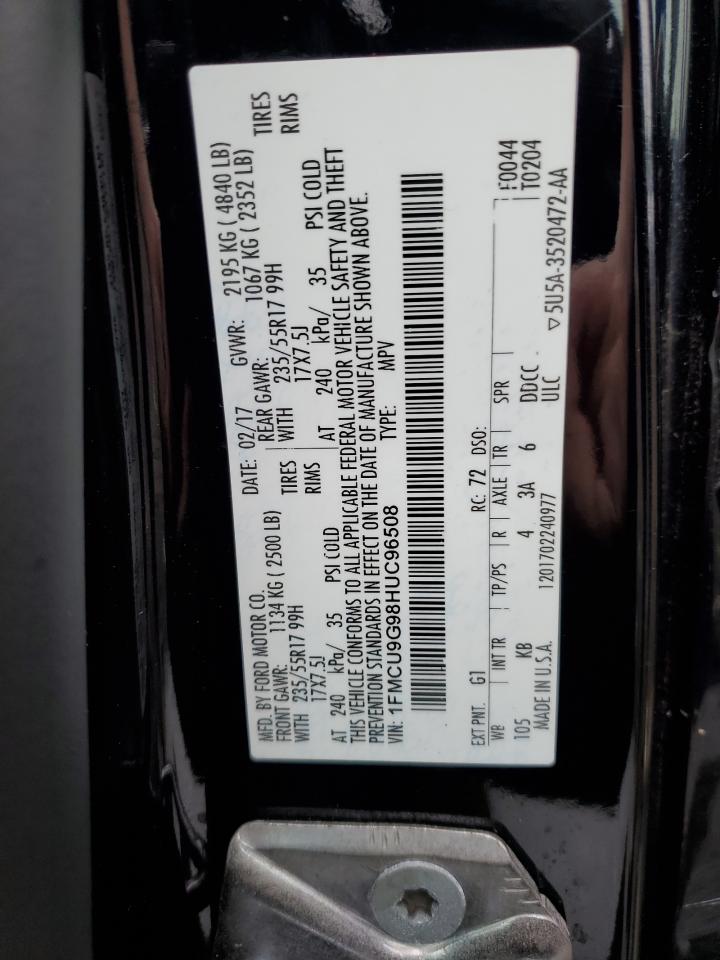 MFD. BY FORD MOTOR CO.
DATE: 02/17 GVWR: 2195 KG ( 4840 LB)
FRONT GAWR: 1134 KG ( 2500 LB) REAR GAWR: 1067 KG ( 2352 LB)
WITH 235/55R17 99H TIRES WITH 235/55R17 99H TIRES
17X7.5J RIMS 17X7.5J RIMS
AT 240 kPa/ 35 PSI COLD AT 240 kPa/ 35 PSI COLD
THIS VEHICLE CONFORMS TO ALL APPLICABLE FEDERAL MOTOR VEHICLE SAFETY AND THEFT
PREVENTION STANDARDS IN EFFECT ON THE DATE OF MANUFACTURE SHOWN ABOVE.
VIN: 1FMCU9G98HUC96508 TYPE: MPV
EXT PNT: G1 RC: 72 DSO:
WB INT TR TP/PS R AXLE TR SPR F0044
105 KB 4 3A 6 DDCC T0204
MADE IN U.S.A. 1201702240977 ULC ▽5U5A-3520472-AA